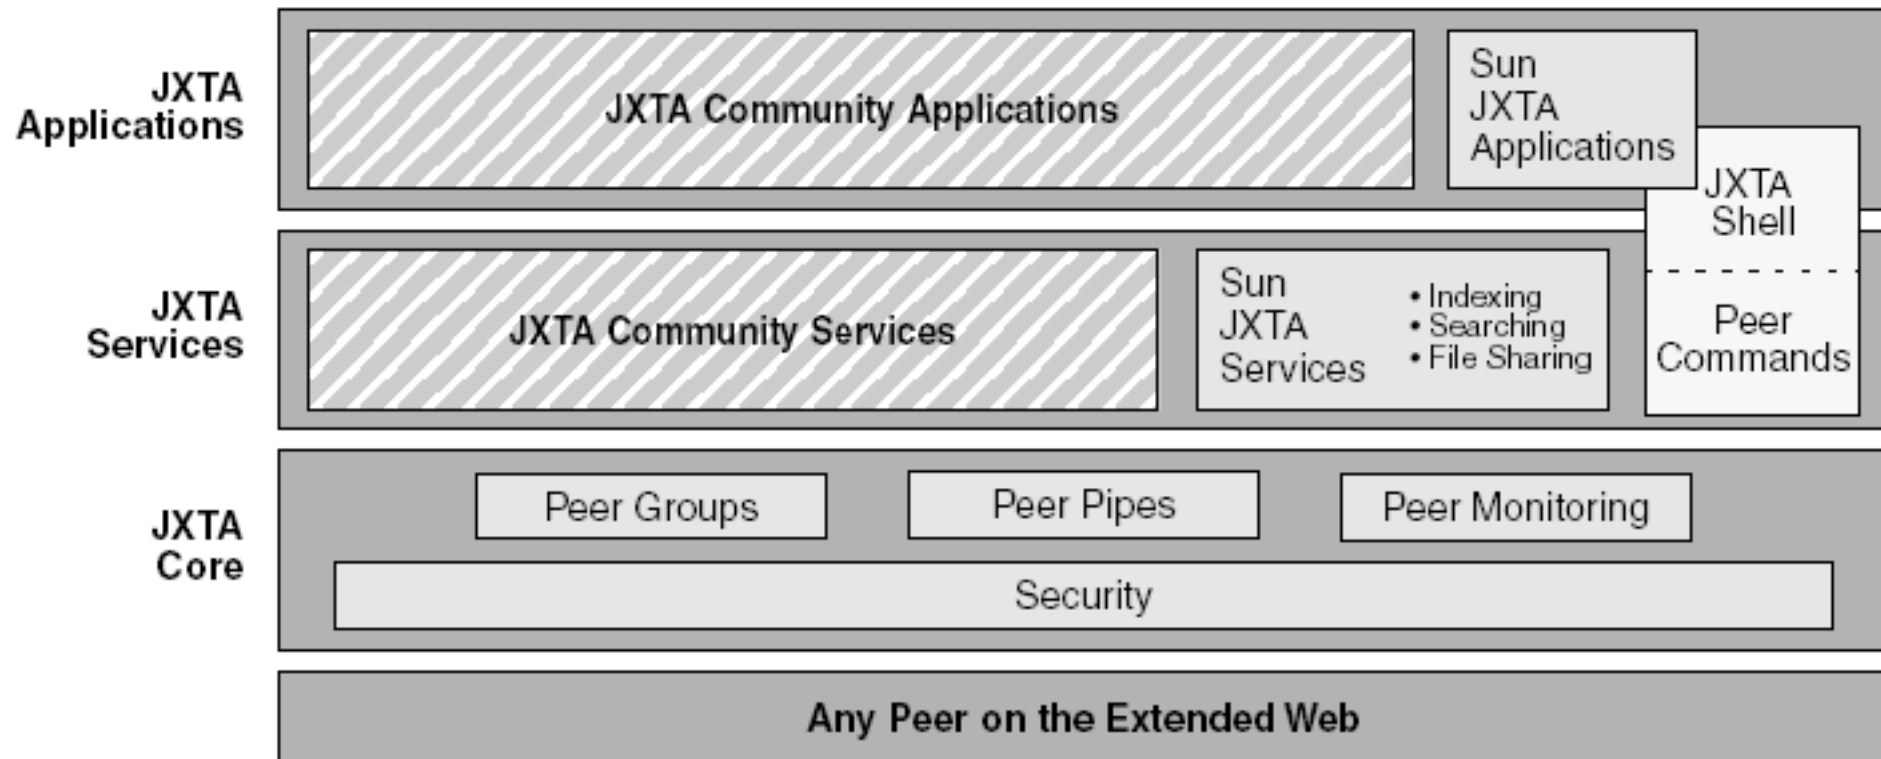 JXTA
Applications
JXTA Community Applications
Sun
JXTA
Applications
JXTA
Shell
JXTA
Services
JXTA Community Services
Sun
JXTA
Services
• Indexing
• Searching
• File Sharing
Peer
Commands
JXTA
Core
Peer Groups
Peer Pipes
Peer Monitoring
Security
Any Peer on the Extended Web